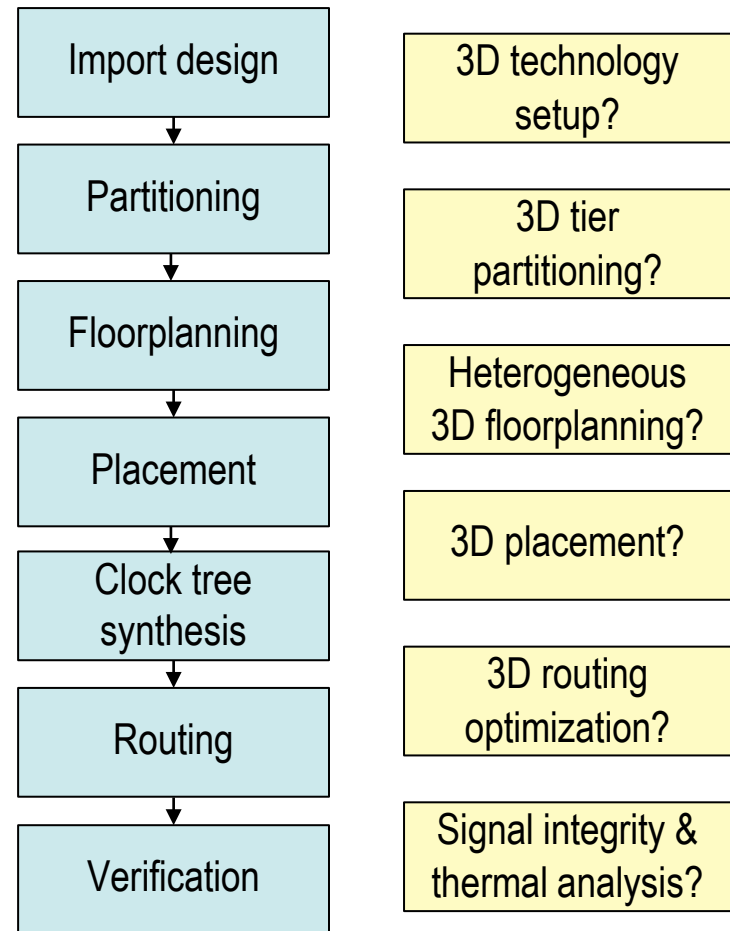 Import design
Partitioning
Floorplanning
Placement
Clock tree
synthesis
Routing
Verification
3D technology
setup?
3D tier
partitioning?
Heterogeneous
3D floorplanning?
3D placement?
3D routing
optimization?
Signal integrity &
thermal analysis?